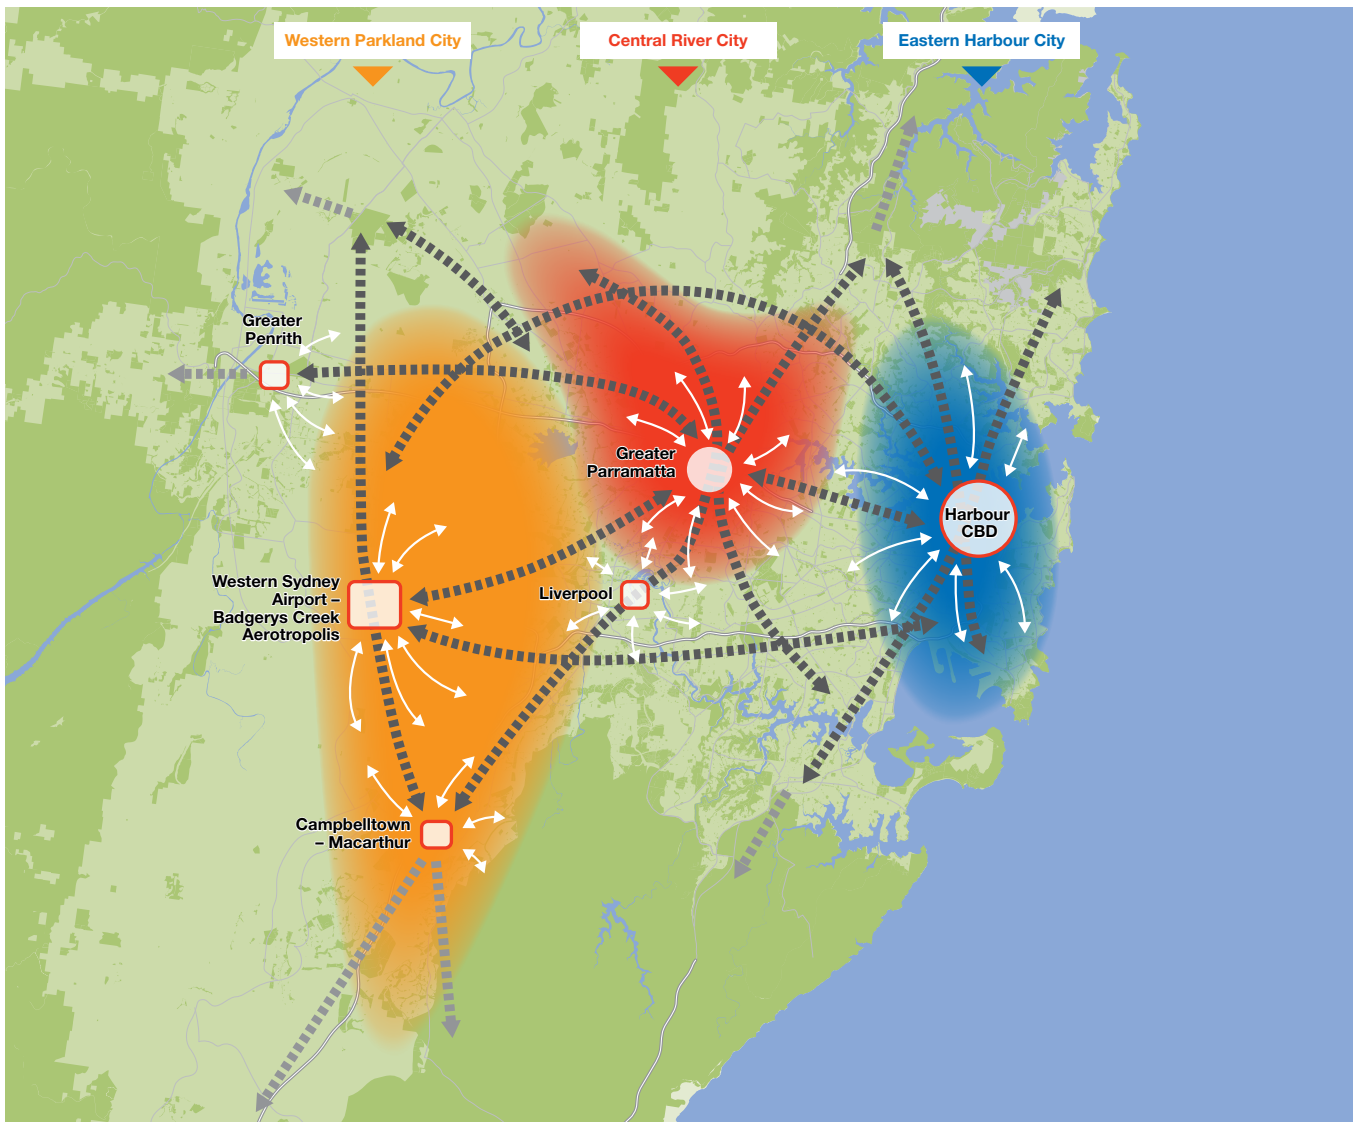 Western Parkland City
Central River City
Eastern Harbour City
Greater
Penrith
Greater
Parramatta
Harbour
CBD
Western Sydney
Airport –
Badgerys Creek
Aerotropolis
Liverpool
Campbelltown
– Macarthur